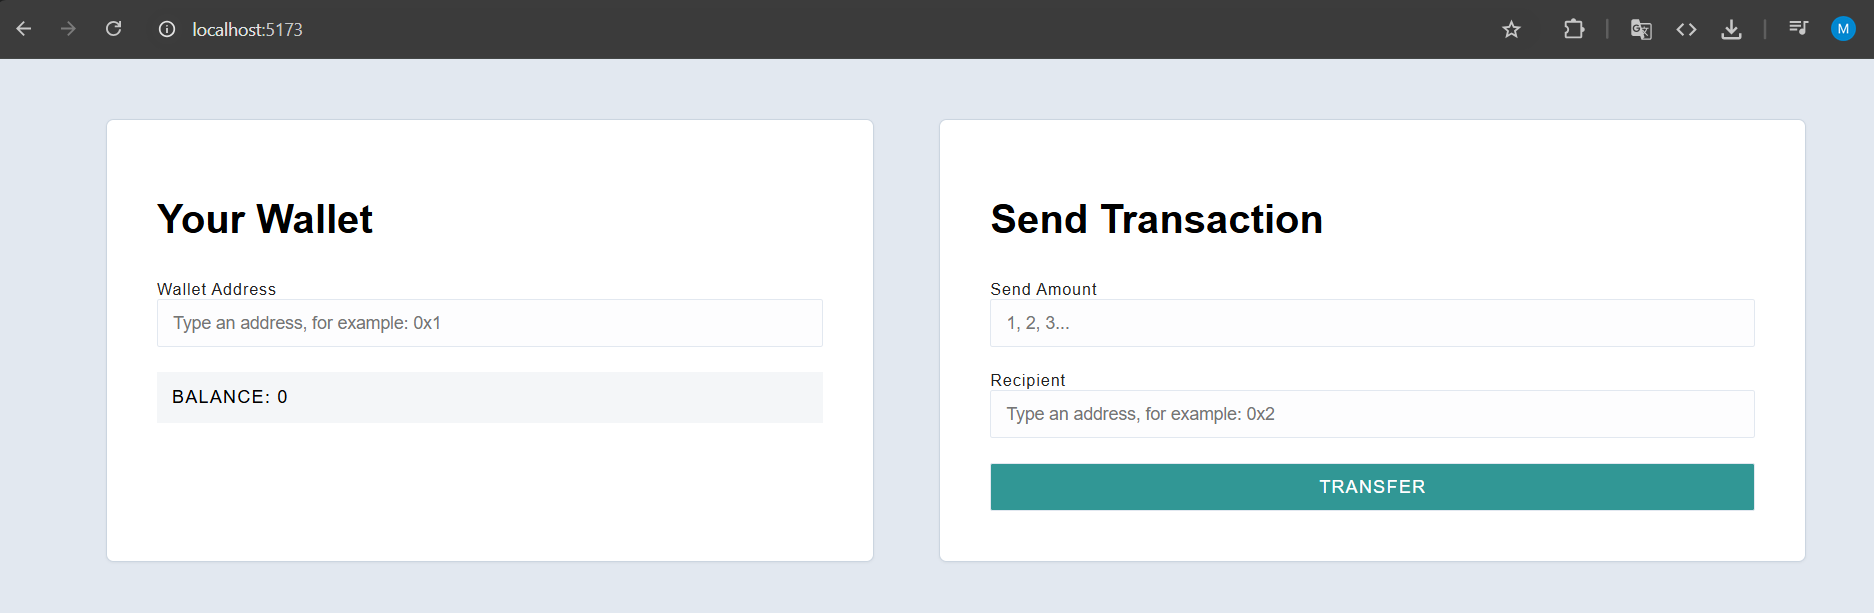 localhost:5173
M
Your Wallet
Wallet Address
Type an address, for example: 0x1
BALANCE: 0
Send Transaction
Send Amount
1, 2, 3...
Recipient
Type an address, for example: 0x2
TRANSFER